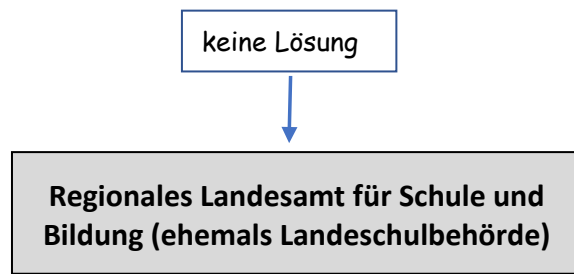 keine Lösung
Regionales Landesamt für Schule und
Bildung (ehemals Landeschulbehörde)